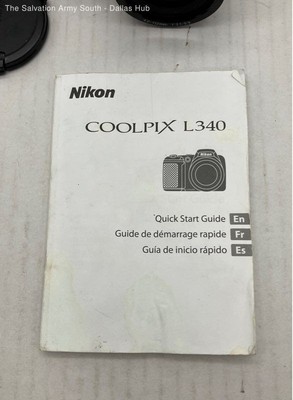 The Salvation Army South - Dallas Hub
Nikon
COOLPIX L340
Quick Start Guide En
Guide de démarrage rapide Fr
Guía de inicio rápido Es